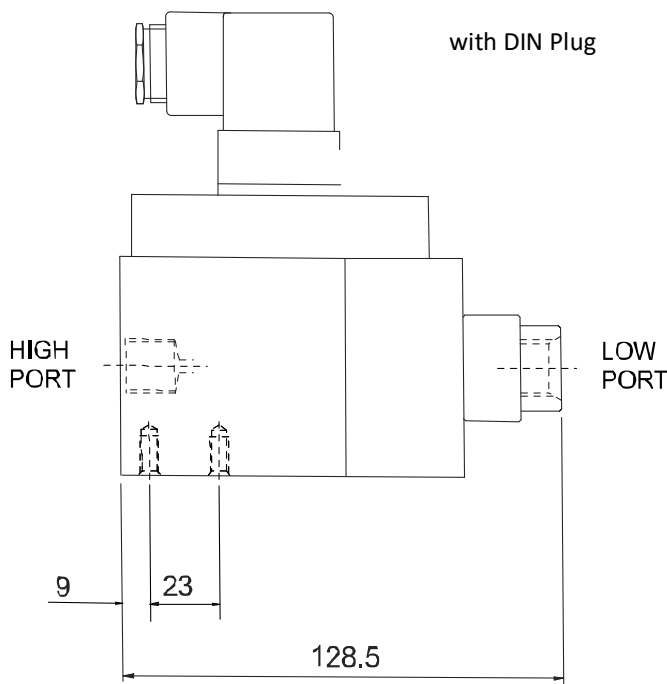 with DIN Plug
HIGH
PORT
LOW
PORT
9
23
128.5